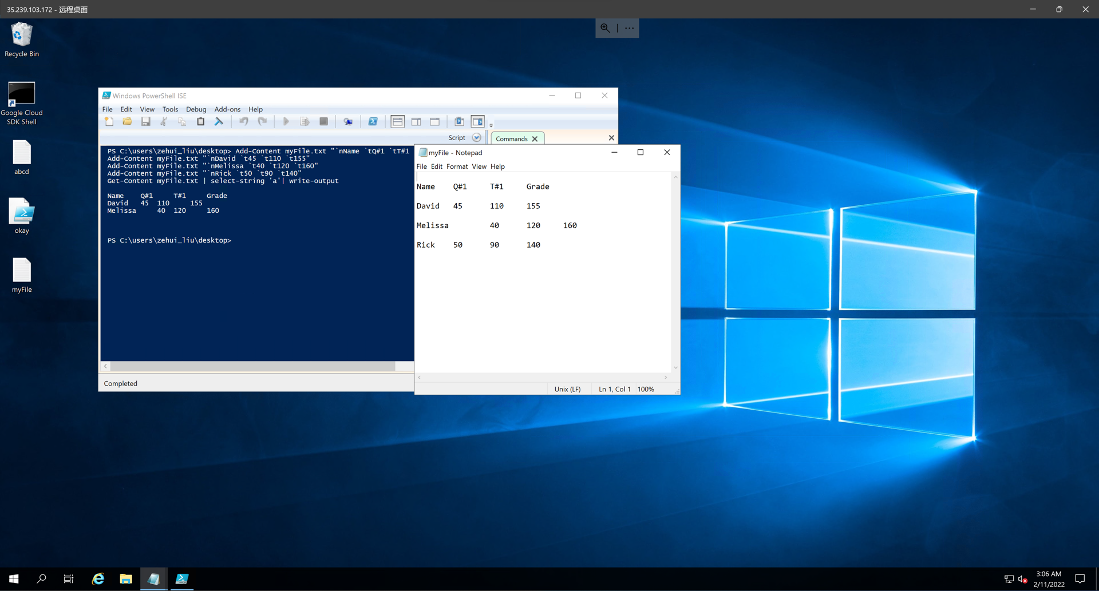 35.239.103.172 - 远程桌面
Recycle Bin
Google Cloud
SDK Shell
abcd
okay
myFile
Windows PowerShell ISE
File Edit View Tools Debug Add-ons Help
Script
Commands
PS C:\users\zehui_liu\desktop> Add-Content myFile.txt "`nName `tQ#1 `tT#1
Add-Content myFile.txt "`nDavid `t45 `t110 `t155"
Add-Content myFile.txt "`nMelissa `t40 `t120 `t160"
Add-Content myFile.txt "`nRick `t50 `t90 `t140"
Get-Content myFile.txt | select-string 'a'| write-output
Name Q#1 T#1 Grade
David 45 110 155
Melissa 40 120 160
PS C:\users\zehui_liu\desktop>
Completed
myFile - Notepad
File Edit Format View Help
Name Q#1 T#1 Grade
David 45 110 155
Melissa 40 120 160
Rick 50 90 140
Unix (LF) Ln 1, Col 1 100%
3:06 AM
2/11/2022